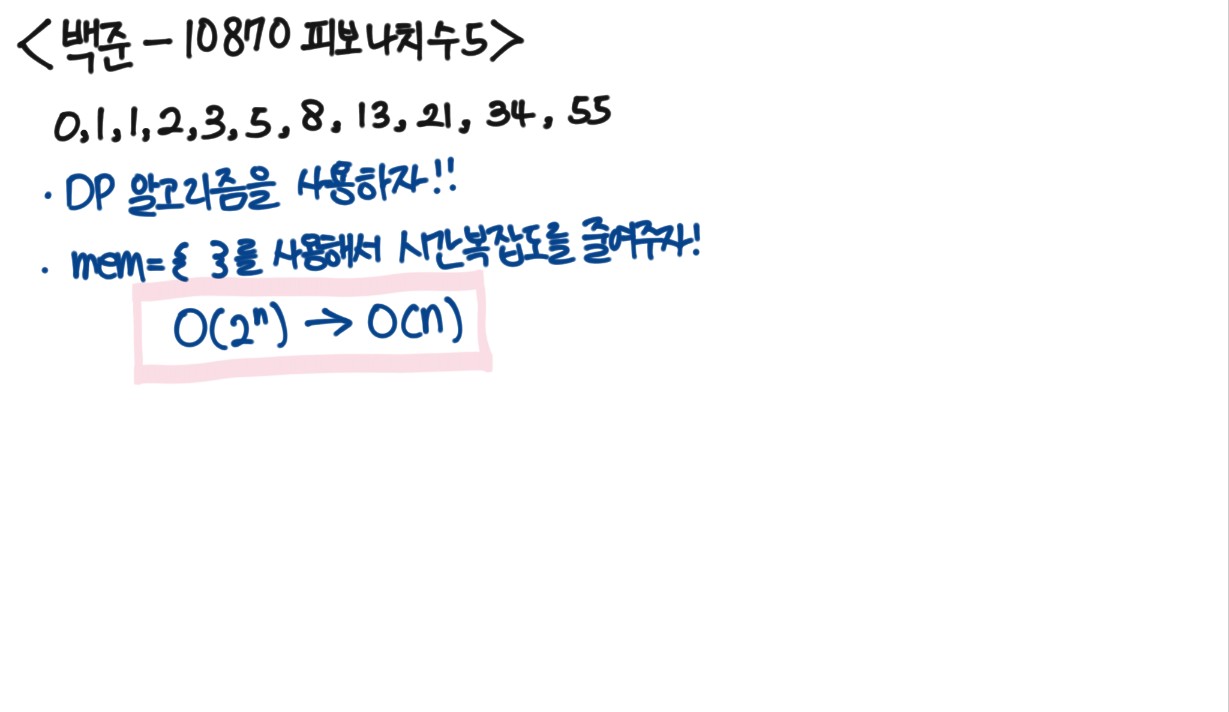 <백준 - 10870 피보나치수5>
0,1,1,2,3,5,8,13,21,34,55
· DP 알고리즘을 사용하자!!
· mem={ }를 사용해서 시간복잡도를 줄여주자!
O(2ⁿ) → O(n)